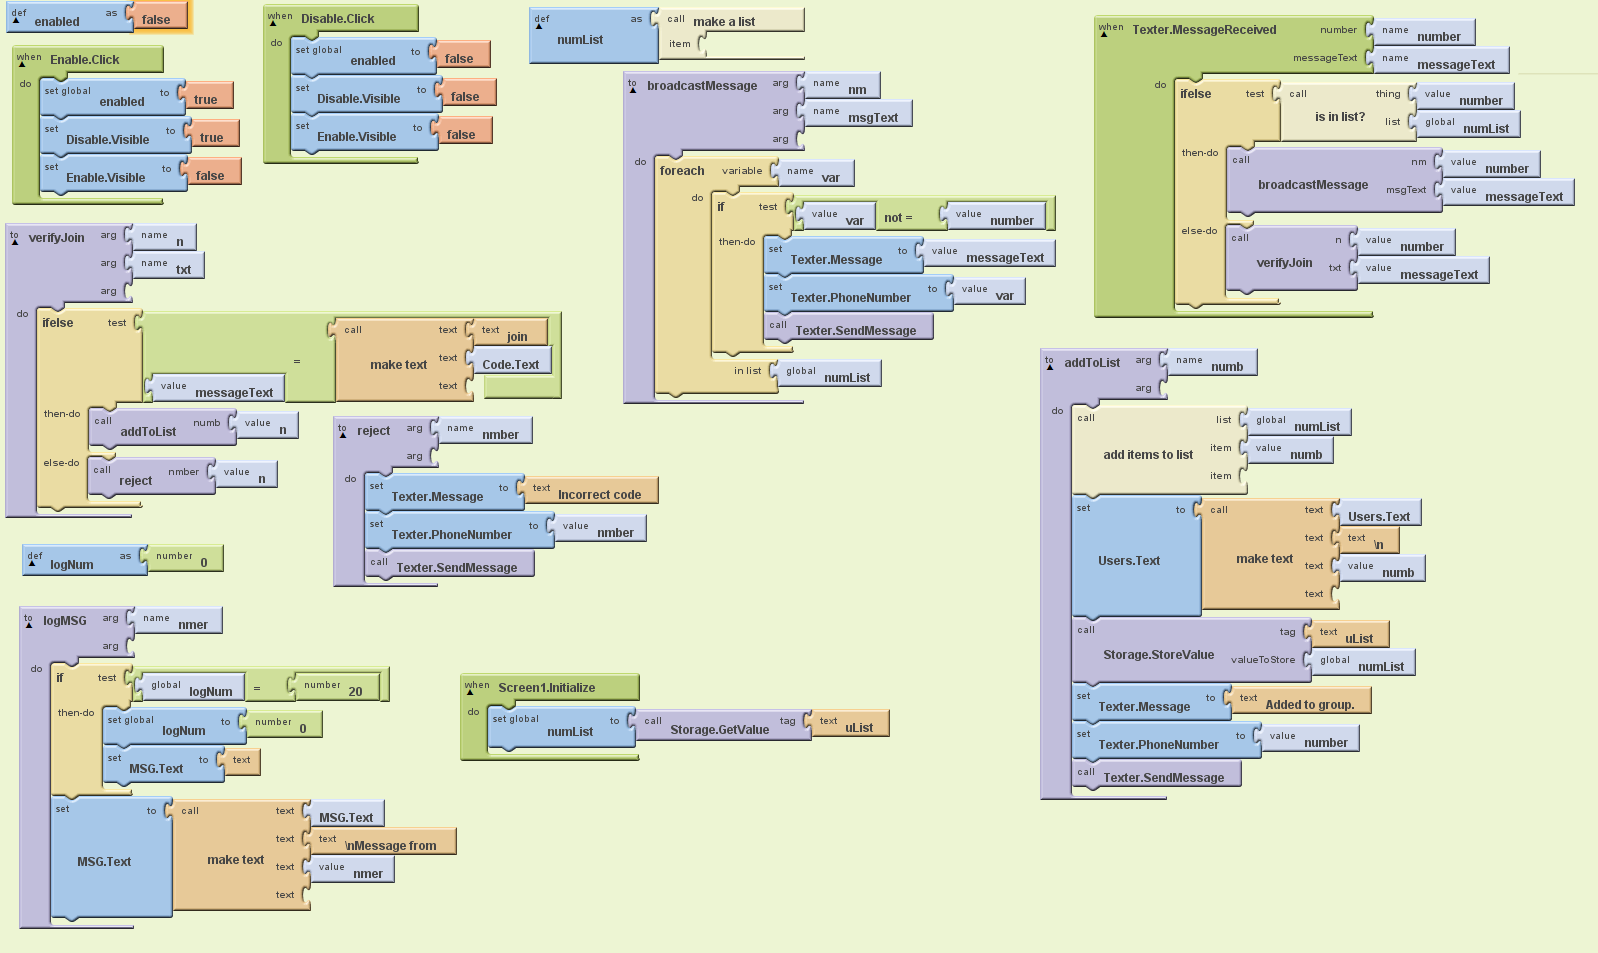 def enabled as false
when Enable.Click
do set global enabled to true
set Disable.Visible to true
set Enable.Visible to false
when Disable.Click
do set global enabled to false
set Disable.Visible to false
set Enable.Visible to false
def numList as call make a list
item
to broadcastMessage arg name nm
arg name msgText
arg
do foreach variable name var
do if test value var not = value number
then-do set Texter.Message to value messageText
set Texter.PhoneNumber to value var
call Texter.SendMessage
in list global numList
when Texter.MessageReceived number name number
messageText name messageText
do ifelse test call is in list? thing value number
list global numList
then-do call broadcastMessage nm value number
msgText value messageText
else-do call verifyJoin n value number
txt value messageText
to verifyJoin arg name n
arg name txt
arg
do ifelse test value messageText = call make text text text join
text Code.Text
text
then-do call addToList numb value n
else-do call reject nmber value n
to reject arg name nmber
arg
do set Texter.Message to text Incorrect code
set Texter.PhoneNumber to value nmber
call Texter.SendMessage
to addToList arg name numb
arg
do call add items to list list global numList
item value numb
item
set Users.Text to call make text text Users.Text
text text \n
text value numb
text
call Storage.StoreValue tag text uList
valueToStore global numList
set Texter.Message to text Added to group.
set Texter.PhoneNumber to value number
call Texter.SendMessage
def logNum as number 0
to logMSG arg name nmer
arg
do if test global logNum = number 20
then-do set global logNum to number 0
set MSG.Text to text
set MSG.Text to call make text text MSG.Text
text text \nMessage from
text value nmer
text
when Screen1.Initialize
do set global numList to call Storage.GetValue tag text uList